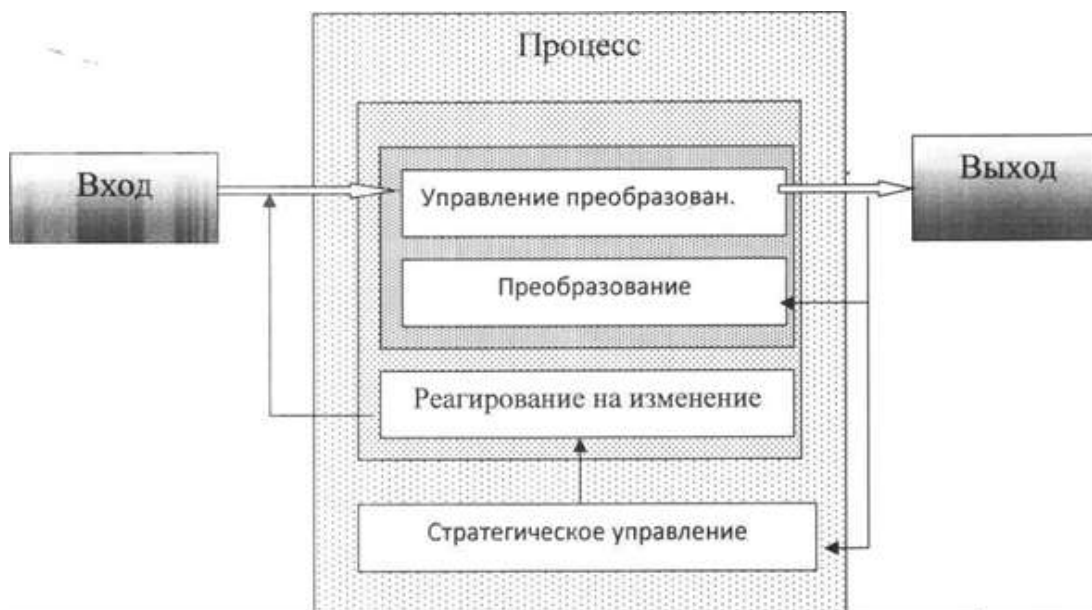 Процесс
Вход
Выход
Управление преобразован.
Преобразование
Реагирование на изменение
Стратегическое управление